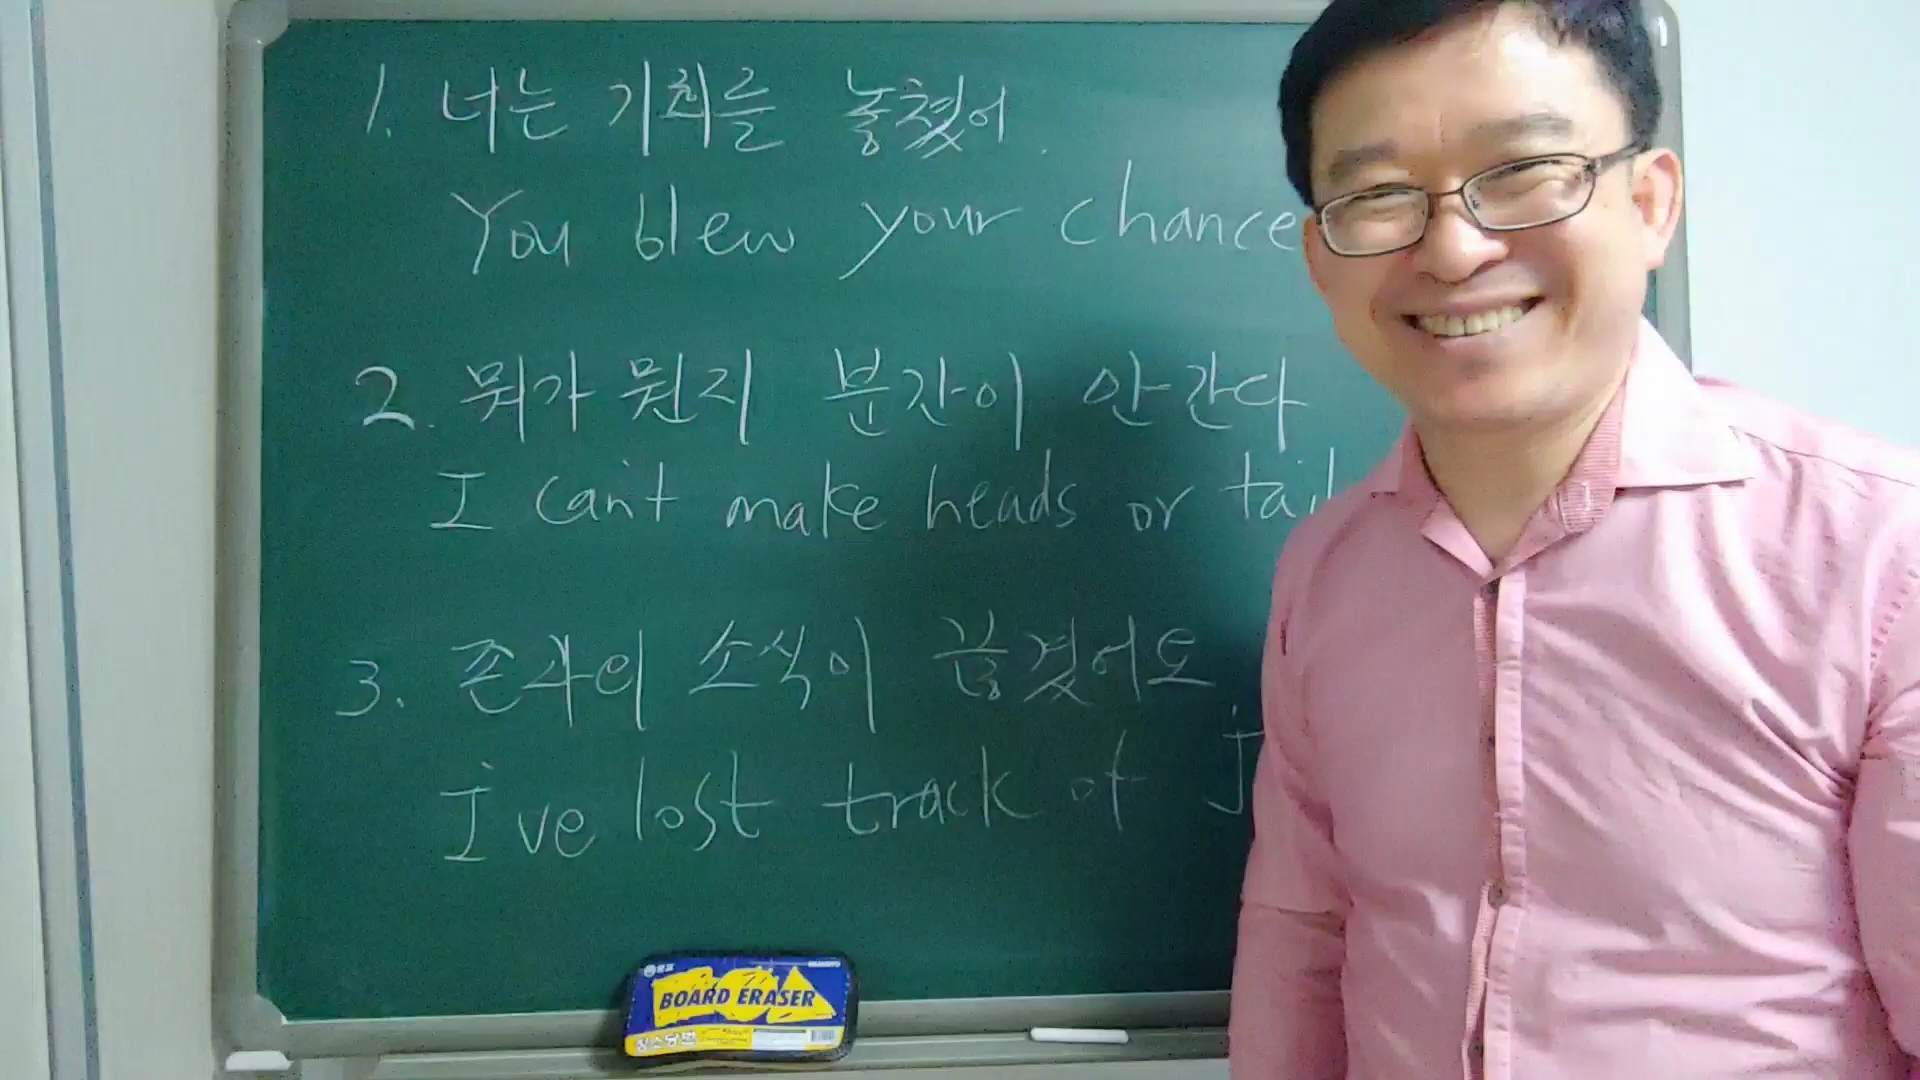 1. 너는 기회를 놓쳤어.
You blew your chance
2. 뭐가 뭔지 분간이 안간다
I can't make heads or tail
3. 존과의 소식이 끊겼어요
I've lost track of j
BOARD ERASER